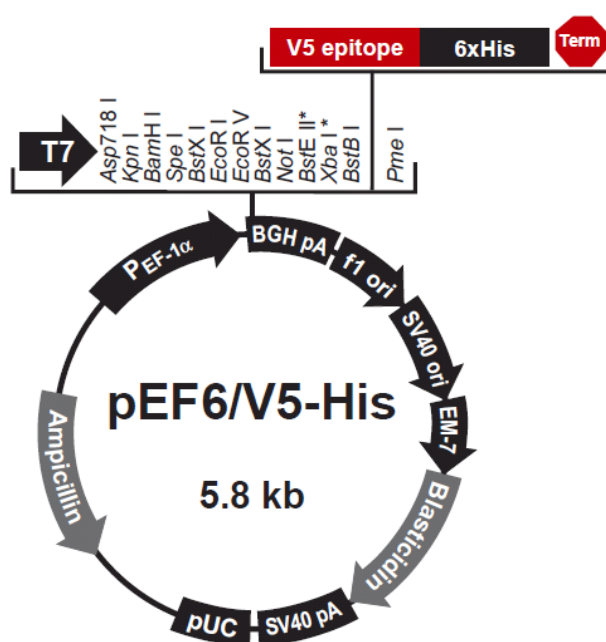 V5 epitope 6xHis Term
T7
Asp718 I
Kpn I
BamH I
Spe I
BstX I
EcoR I
EcoR V
BstX I
Not I
BstE II*
Xba I*
BstB I
Pme I
PEF-1α
BGH pA
f1 ori
SV40 ori
EM-7
Blasticidin
SV40 pA
pUC
Ampicillin
pEF6/V5-His
5.8 kb